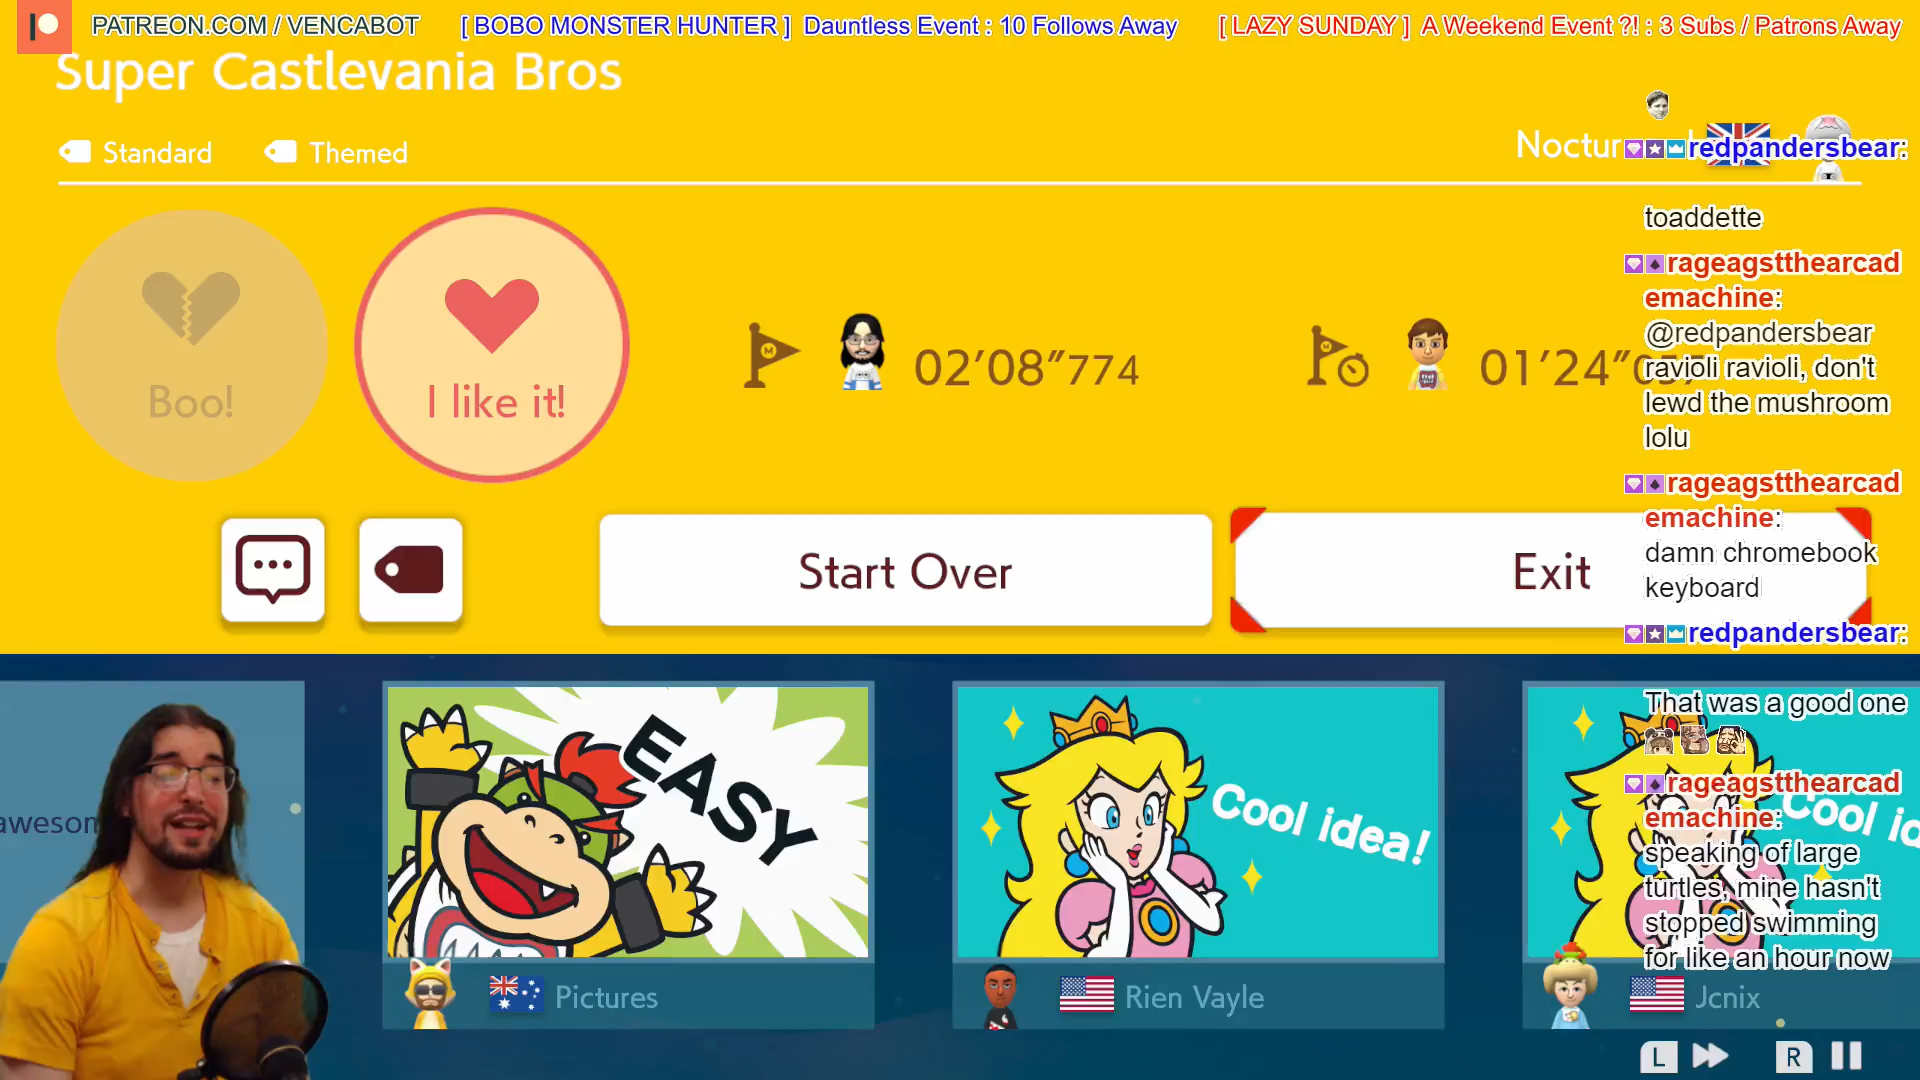 PATREON.COM / VENCABOT
[ BOBO MONSTER HUNTER ] Dauntless Event : 10 Follows Away
[ LAZY SUNDAY ] A Weekend Event ?! : 3 Subs / Patrons Away
Super Castlevania Bros
Standard
Themed
redpandersbear:
toaddette
rageagstthearcad
emachine:
@redpandersbear
ravioli ravioli, don't
lewd the mushroom
lolu
rageagstthearcad
emachine:
damn chromebook
keyboard
redpandersbear:
That was a good one
rageagstthearcad
emachine:
speaking of large
turtles, mine hasn't
stopped swimming
for like an hour now
Boo!
I like it!
M
02'08"774
M
01'24"
Start Over
Exit
EASY
Cool idea!
Cool
Pictures
Rien Vayle
Jcnix
L
R